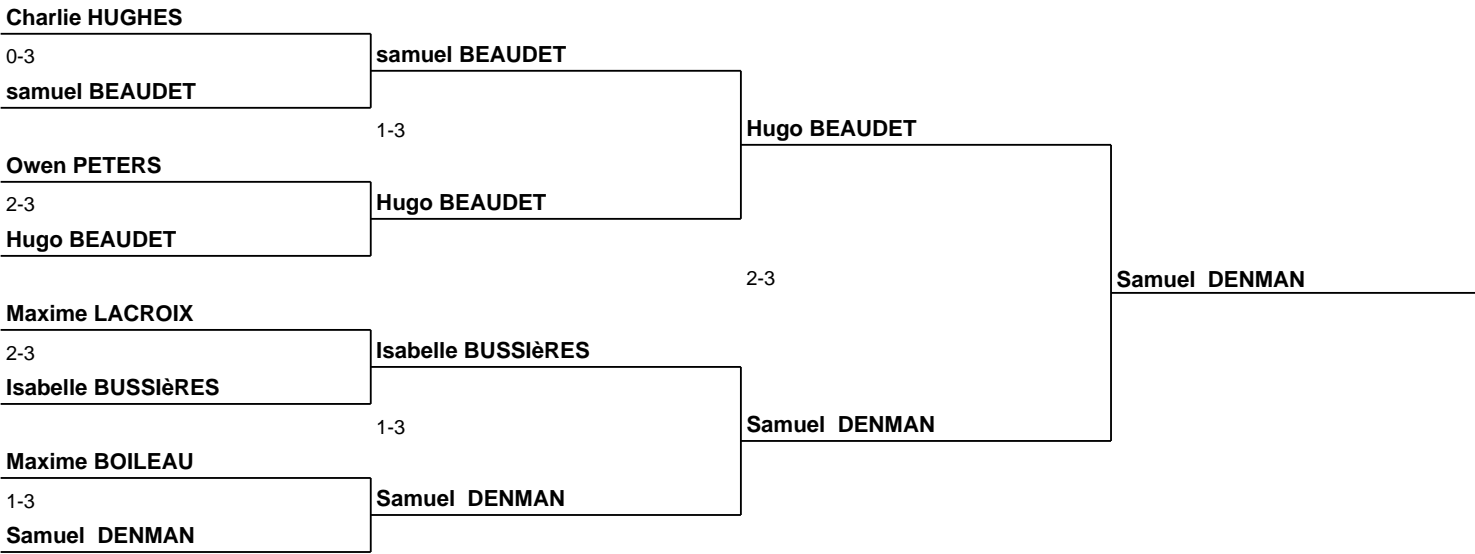 Charlie HUGHES
0-3
samuel BEAUDET
samuel BEAUDET
1-3
Hugo BEAUDET
Owen PETERS
2-3
Hugo BEAUDET
Hugo BEAUDET
2-3
Samuel  DENMAN
Maxime LACROIX
2-3
Isabelle BUSSIèRES
Isabelle BUSSIèRES
1-3
Samuel  DENMAN
Maxime BOILEAU
1-3
Samuel  DENMAN
Samuel  DENMAN